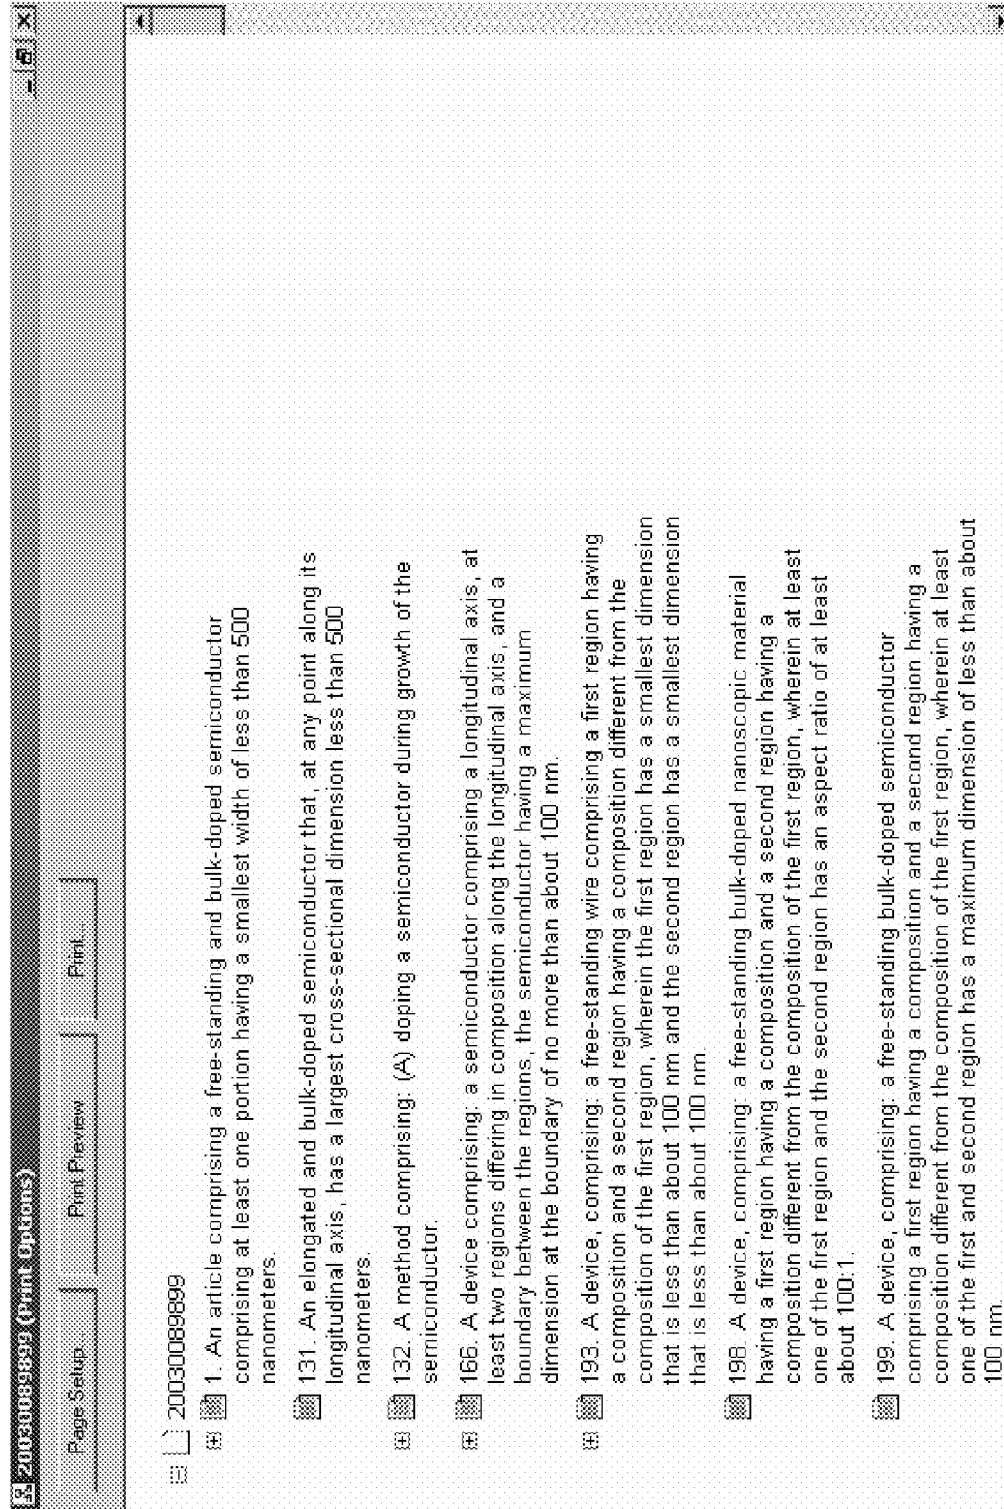 20030089899 (Print Options)
Page Setup...
Print Preview
Print...
20030089899
1. An article comprising a free-standing and bulk-doped semiconductor
comprising at least one portion having a smallest width of less than 500
nanometers.
131. An elongated and bulk-doped semiconductor that, at any point along its
longitudinal axis, has a largest cross-sectional dimension less than 500
nanometers.
132. A method comprising: (A) doping a semiconductor during growth of the
semiconductor.
166. A device comprising: a semiconductor comprising a longitudinal axis, at
least two regions differing in composition along the longitudinal axis, and a
boundary between the regions, the semiconductor having a maximum
dimension at the boundary of no more than about 100 nm.
193. A device, comprising: a free-standing wire comprising a first region having
a composition and a second region having a composition different from the
composition of the first region, wherein the first region has a smallest dimension
that is less than about 100 nm and the second region has a smallest dimension
that is less than about 100 nm.
198. A device, comprising: a free-standing bulk-doped nanoscopic material
having a first region having a composition and a second region having a
composition different from the composition of the first region, wherein at least
one of the first region and the second region has an aspect ratio of at least
about 100:1.
199. A device, comprising: a free-standing bulk-doped semiconductor
comprising a first region having a composition and a second region having a
composition different from the composition of the first region, wherein at least
one of the first and second region has a maximum dimension of less than about
100 nm.